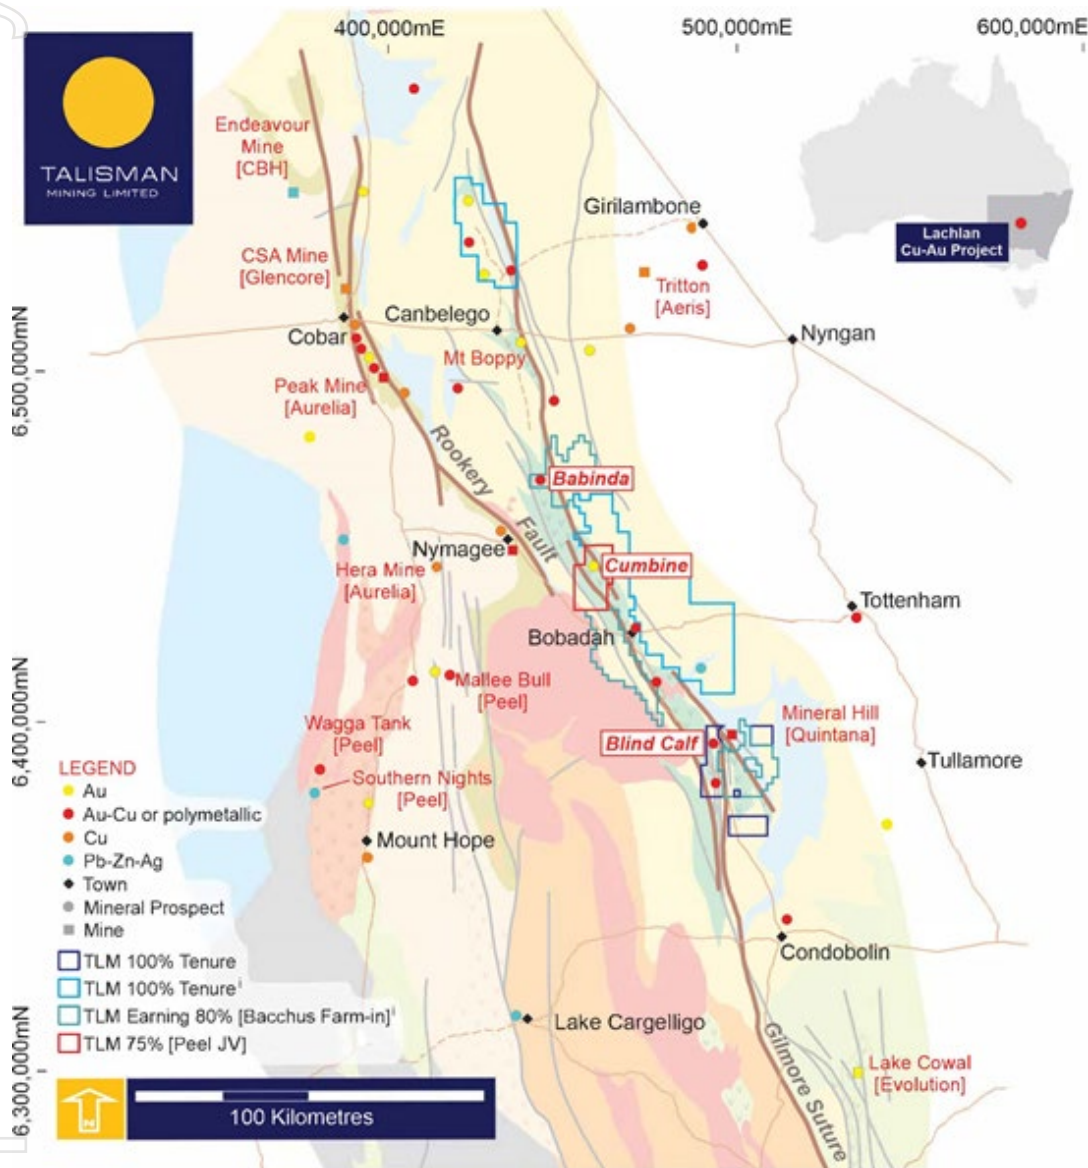 400,000mE
500,000mE
600,000mE
TALISMAN
MINING LIMITED
Endeavour
Mine
[CBH]
Girilambone
Lachlan
Cu-Au Project
CSA Mine
[Glencore]
Tritton
[Aeris]
Canbelego
Cobar
Nyngan
Mt Boppy
6,500,000mN
Peak Mine
[Aurelia]
Rookery
Fault
Babinda
Nymagee
Cumbine
Hera Mine
[Aurelia]
Tottenham
Bobadah
Mallee Bull
[Peel]
6,400,000mN
Wagga Tank
[Peel]
Mineral Hill
[Quintana]
Blind Calf
Tullamore
Southern Nights
[Peel]
Mount Hope
LEGEND
Au
Au-Cu or polymetallic
Cu
Pb-Zn-Ag
Town
Mineral Prospect
Mine
TLM 100% Tenure
TLM 100% Tenureⁱ
TLM Earning 80% [Bacchus Farm-in]ⁱ
TLM 75% [Peel JV]
Condobolin
Lake Cargelligo
Gilmore Suture
Lake Cowal
[Evolution]
6,300,000mN
N
100 Kilometres